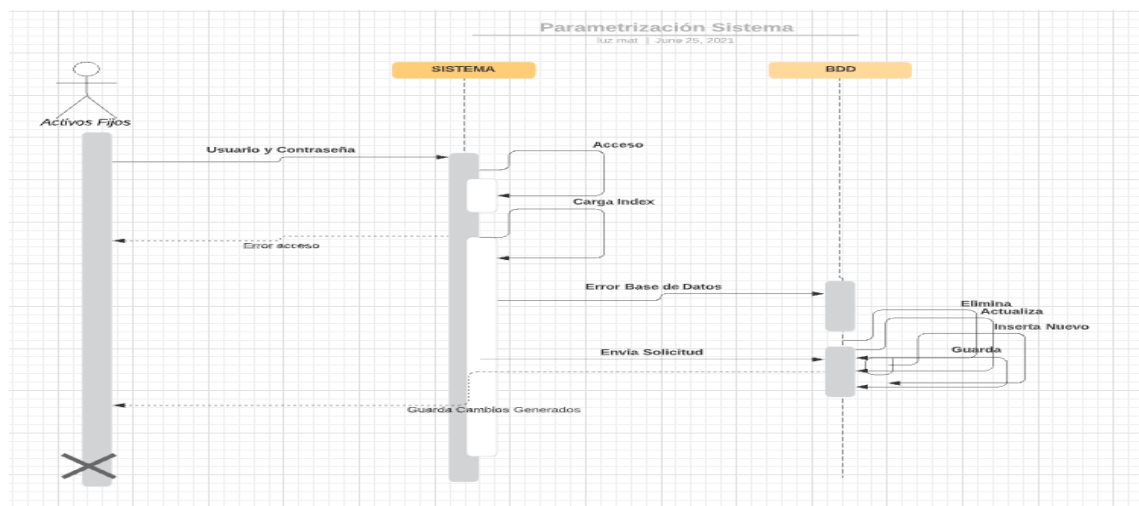 Parametrización Sistema
luz mat | June 25, 2021
SISTEMA
BDD
Activos Fijos
Usuario y Contraseña
Acceso
Carga Index
Error acceso
Error Base de Datos
Elimina
Actualiza
Inserta Nuevo
Envía Solicitud
Guarda
Guarda Cambios Generados